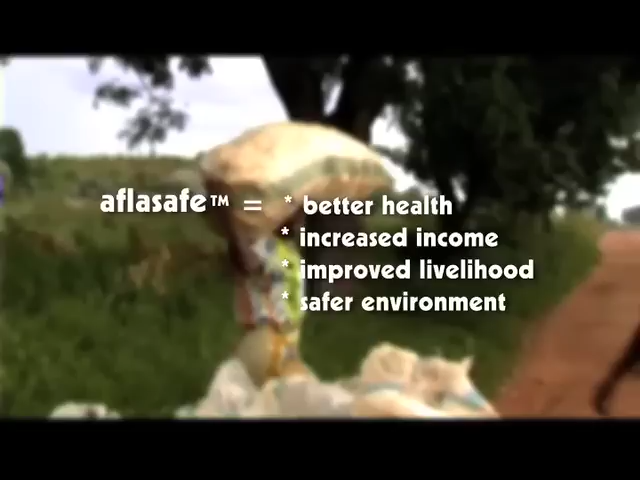 aflasafe™ = * better health
* increased income
* improved livelihood
* safer environment